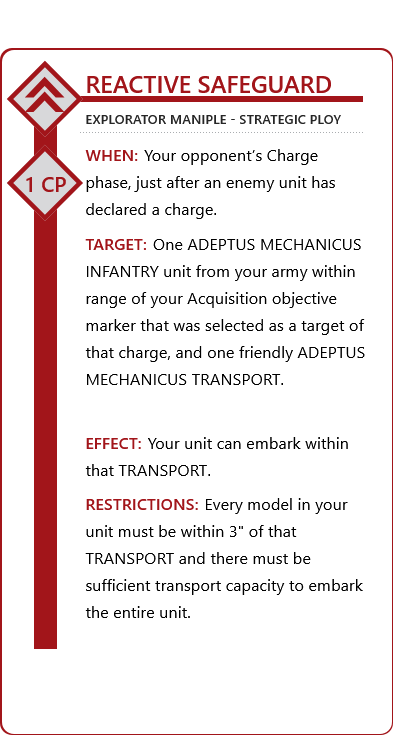 REACTIVE SAFEGUARD
EXPLORATOR MANIPLE - STRATEGIC PLOY
1 CP
WHEN: Your opponent’s Charge
phase, just after an enemy unit has
declared a charge.
TARGET: One ADEPTUS MECHANICUS
INFANTRY unit from your army within
range of your Acquisition objective
marker that was selected as a target of
that charge, and one friendly ADEPTUS
MECHANICUS TRANSPORT.
EFFECT: Your unit can embark within
that TRANSPORT.
RESTRICTIONS: Every model in your
unit must be within 3" of that
TRANSPORT and there must be
sufficient transport capacity to embark
the entire unit.